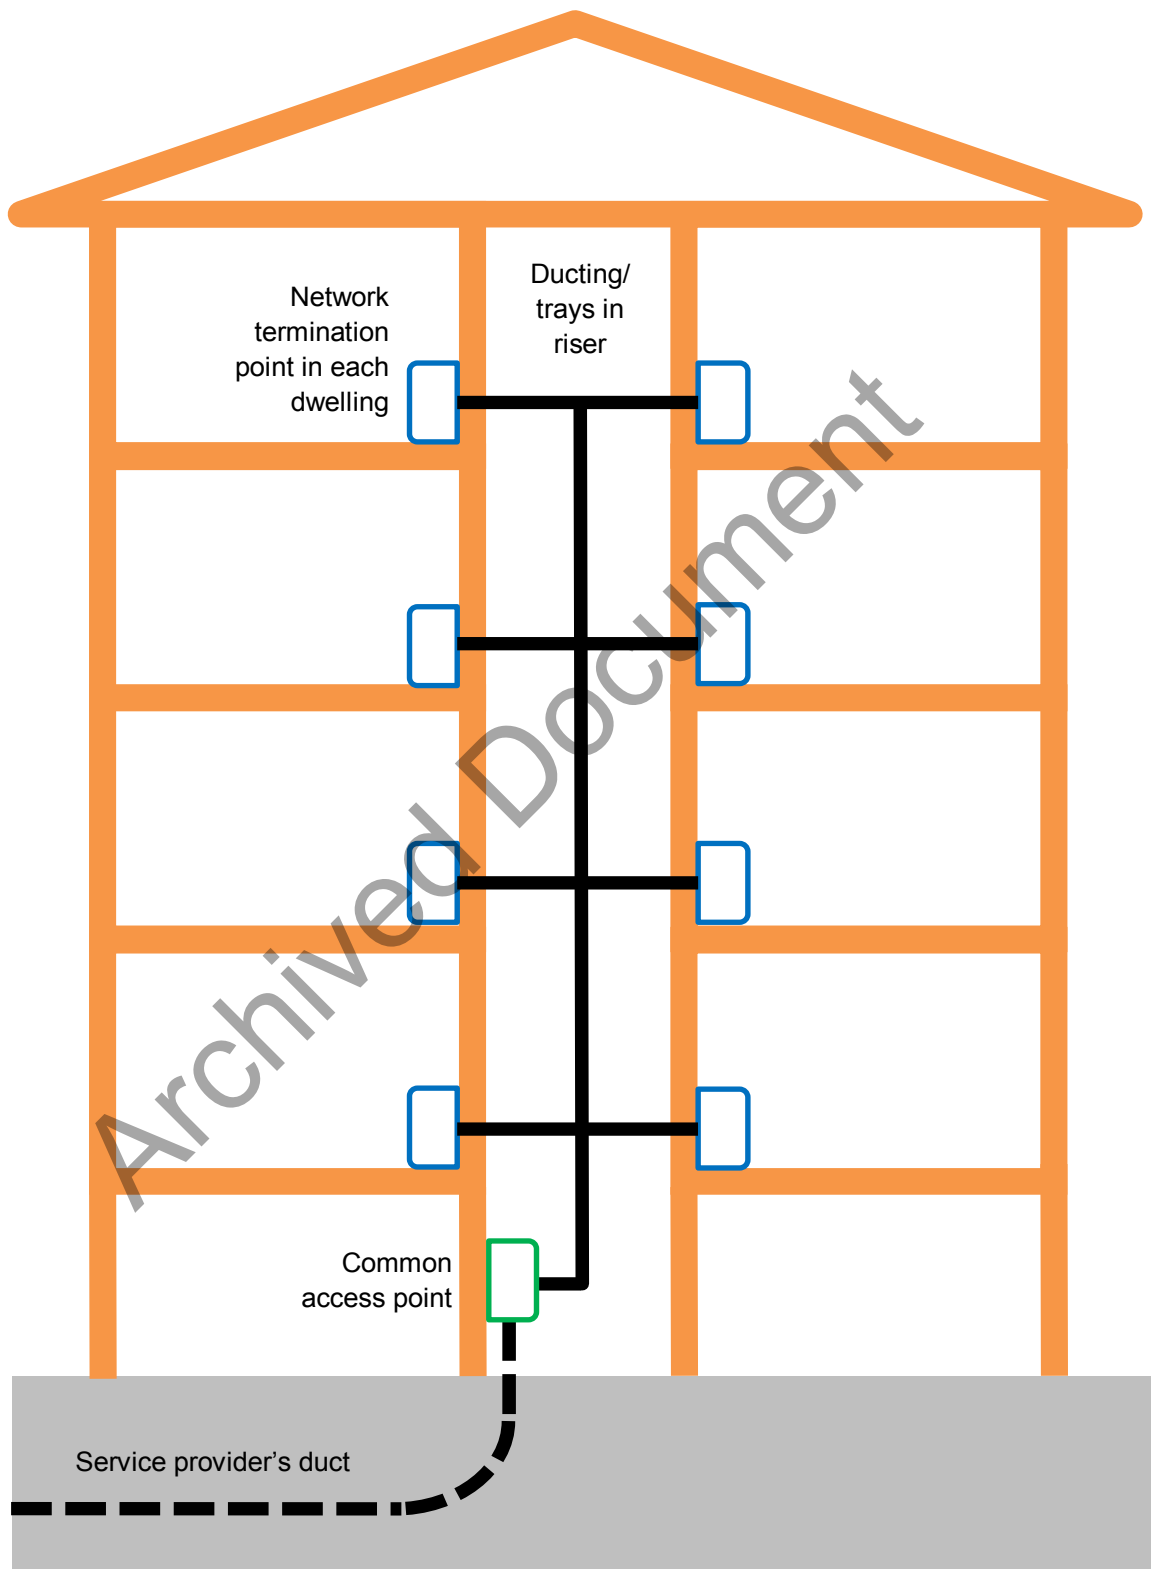 Ducting/
trays in
riser
Network
termination
point in each
dwelling
Archived Document
Common
access point
Service provider's duct